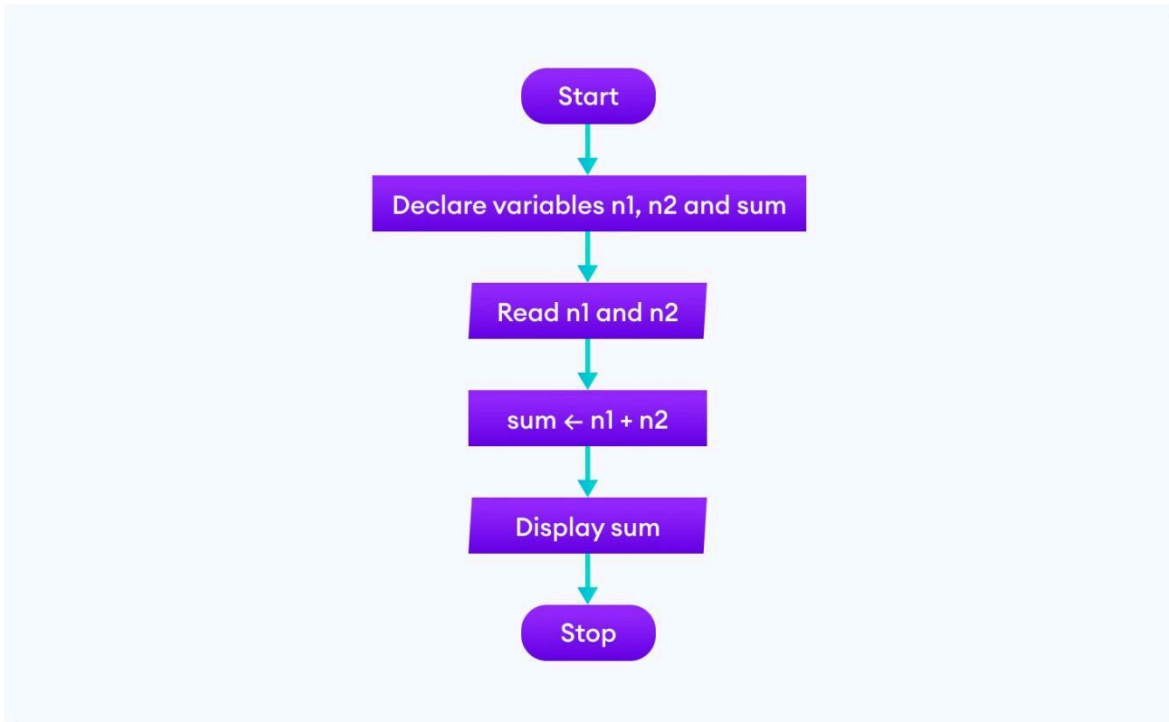 Start
Declare variables n1, n2 and sum
Read n1 and n2
sum ← n1 + n2
Display sum
Stop